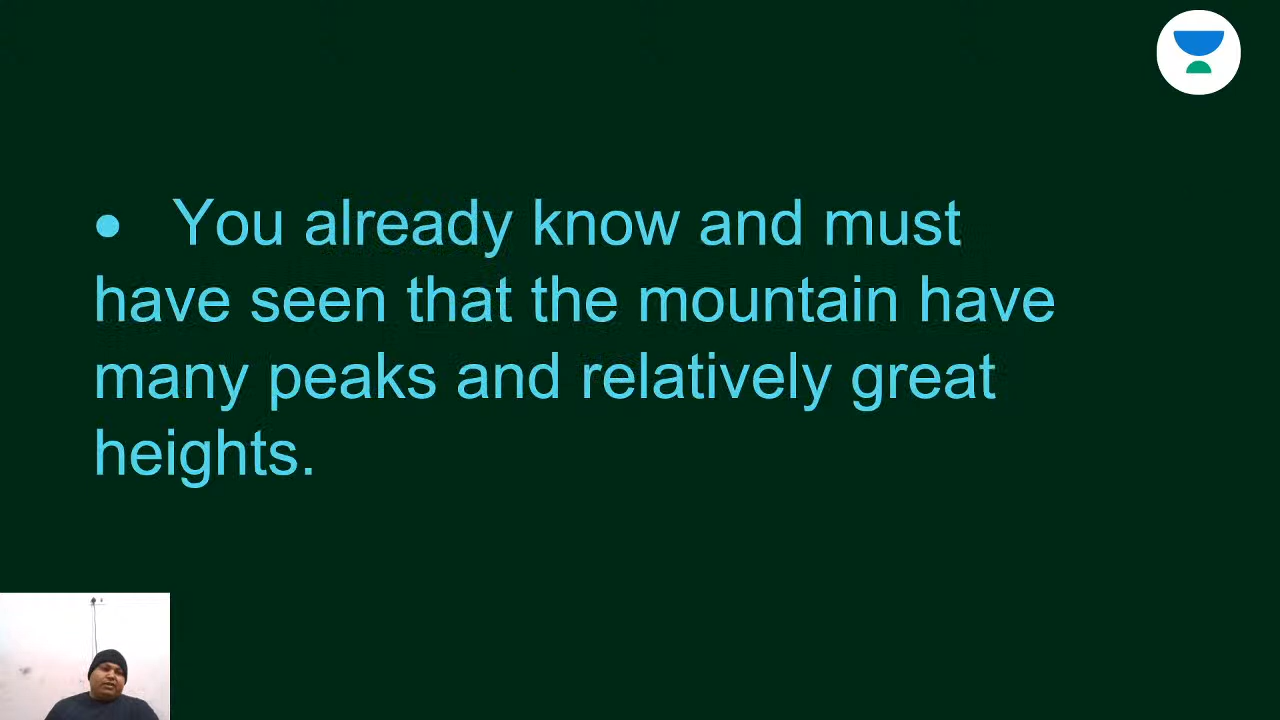 • You already know and must
have seen that the mountain have
many peaks and relatively great
heights.